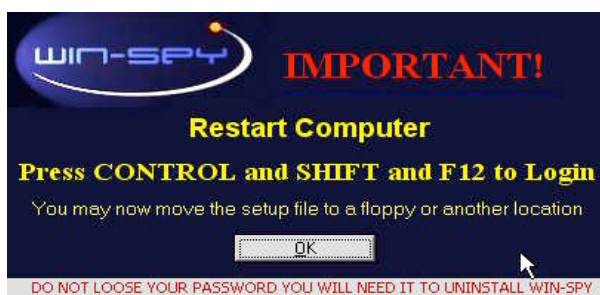 WIN-SPY
IMPORTANT!
Restart Computer
Press CONTROL and SHIFT and F12 to Login
You may now move the setup file to a floppy or another location
OK
DO NOT LOOSE YOUR PASSWORD YOU WILL NEED IT TO UNINSTALL WIN-SPY